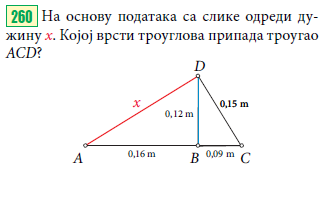 260 На основу података са слике одреди ду-
жину x. Којој врсти троуглова припада троугао
ACD?
D
x
0,12 m
0,15 m
A
0,16 m
B
0,09 m
C